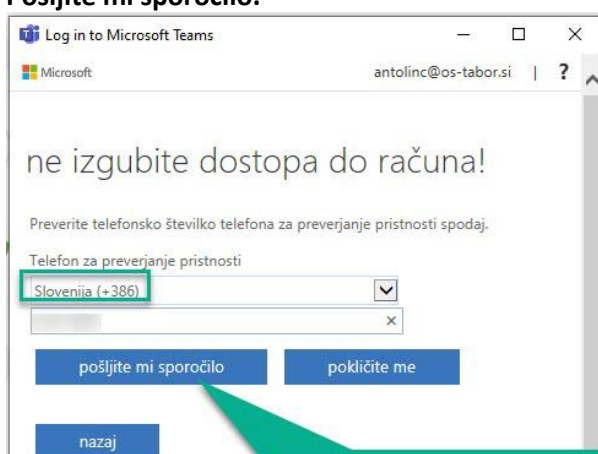 Pošljite mi sporočilo.
Log in to Microsoft Teams
Microsoft antolinc@os-tabor.si | ?
ne izgubite dostopa do računa!
Preverite telefonsko številko telefona za preverjanje pristnosti spodaj.
Telefon za preverjanje pristnosti
Slovenija (+386)
pošljite mi sporočilo pokličite me
nazaj